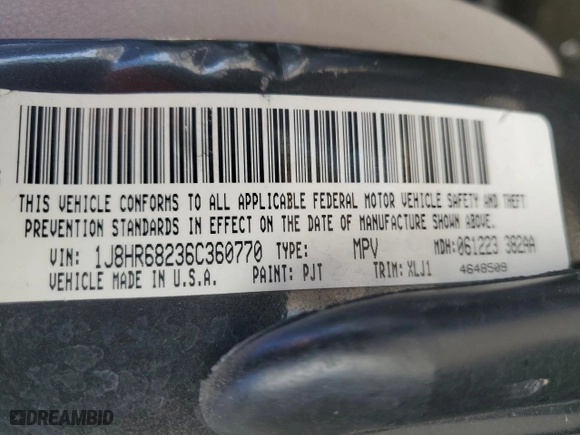 THIS VEHICLE CONFORMS TO ALL APPLICABLE FEDERAL MOTOR VEHICLE SAFETY AND THEFT
PREVENTION STANDARDS IN EFFECT ON THE DATE OF MANUFACTURE SHOWN ABOVE.
VIN: 1J8HR68236C360770 TYPE: MPV MDH: 061223 382AA
VEHICLE MADE IN U.S.A. PAINT: PJT TRIM: XLJ1 4648509
DREAMBID